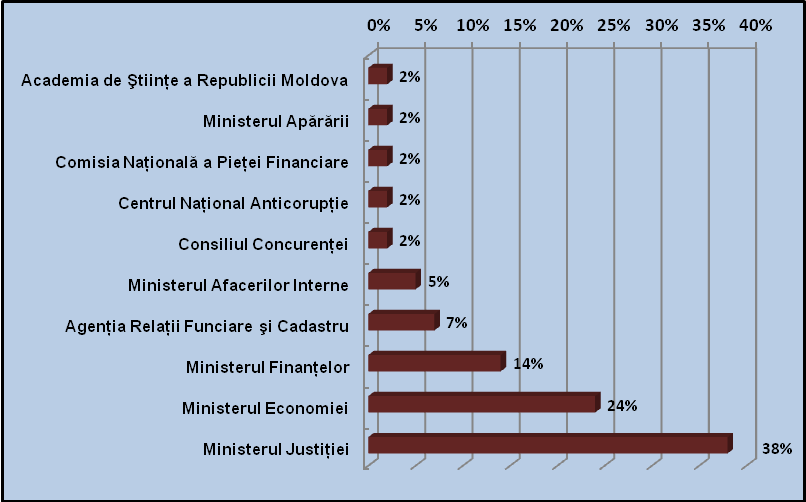 0% 5% 10% 15% 20% 25% 30% 35% 40%
Academia de Ştiințe a Republicii Moldova 2%
Ministerul Apărării 2%
Comisia Națională a Pieței Financiare 2%
Centrul Național Anticorupție 2%
Consiliul Concurenței 2%
Ministerul Afacerilor Interne 5%
Agenția Relații Funciare şi Cadastru 7%
Ministerul Finanțelor 14%
Ministerul Economiei 24%
Ministerul Justiției 38%